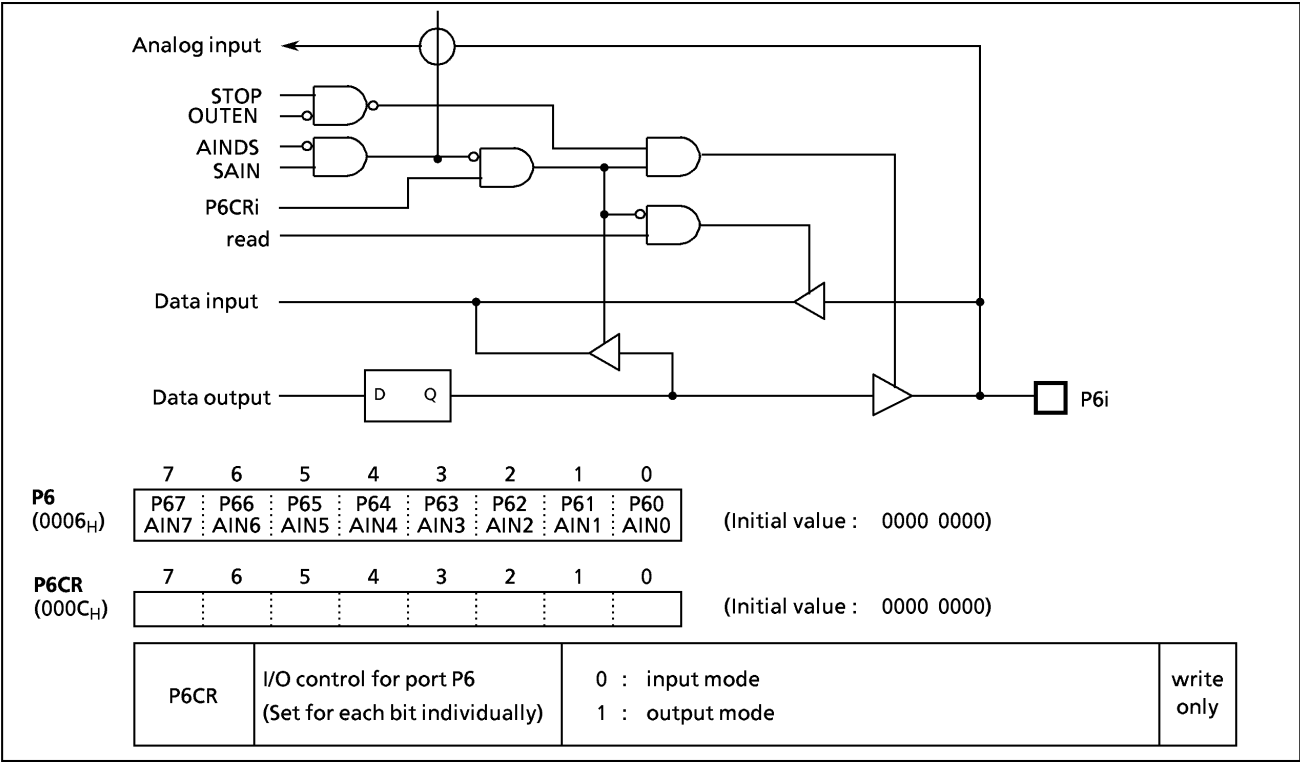 Analog input
STOP
OUTEN
AINDS
SAIN
P6CRi
read
Data input
Data output
D Q
P6i
7 6 5 4 3 2 1 0
P6
(0006H)
P67 P66 P65 P64 P63 P62 P61 P60
AIN7 AIN6 AIN5 AIN4 AIN3 AIN2 AIN1 AIN0
(Initial value : 0000 0000)
7 6 5 4 3 2 1 0
P6CR
(000CH)
(Initial value : 0000 0000)
P6CR
I/O control for port P6
(Set for each bit individually)
0 : input mode
1 : output mode
write
only